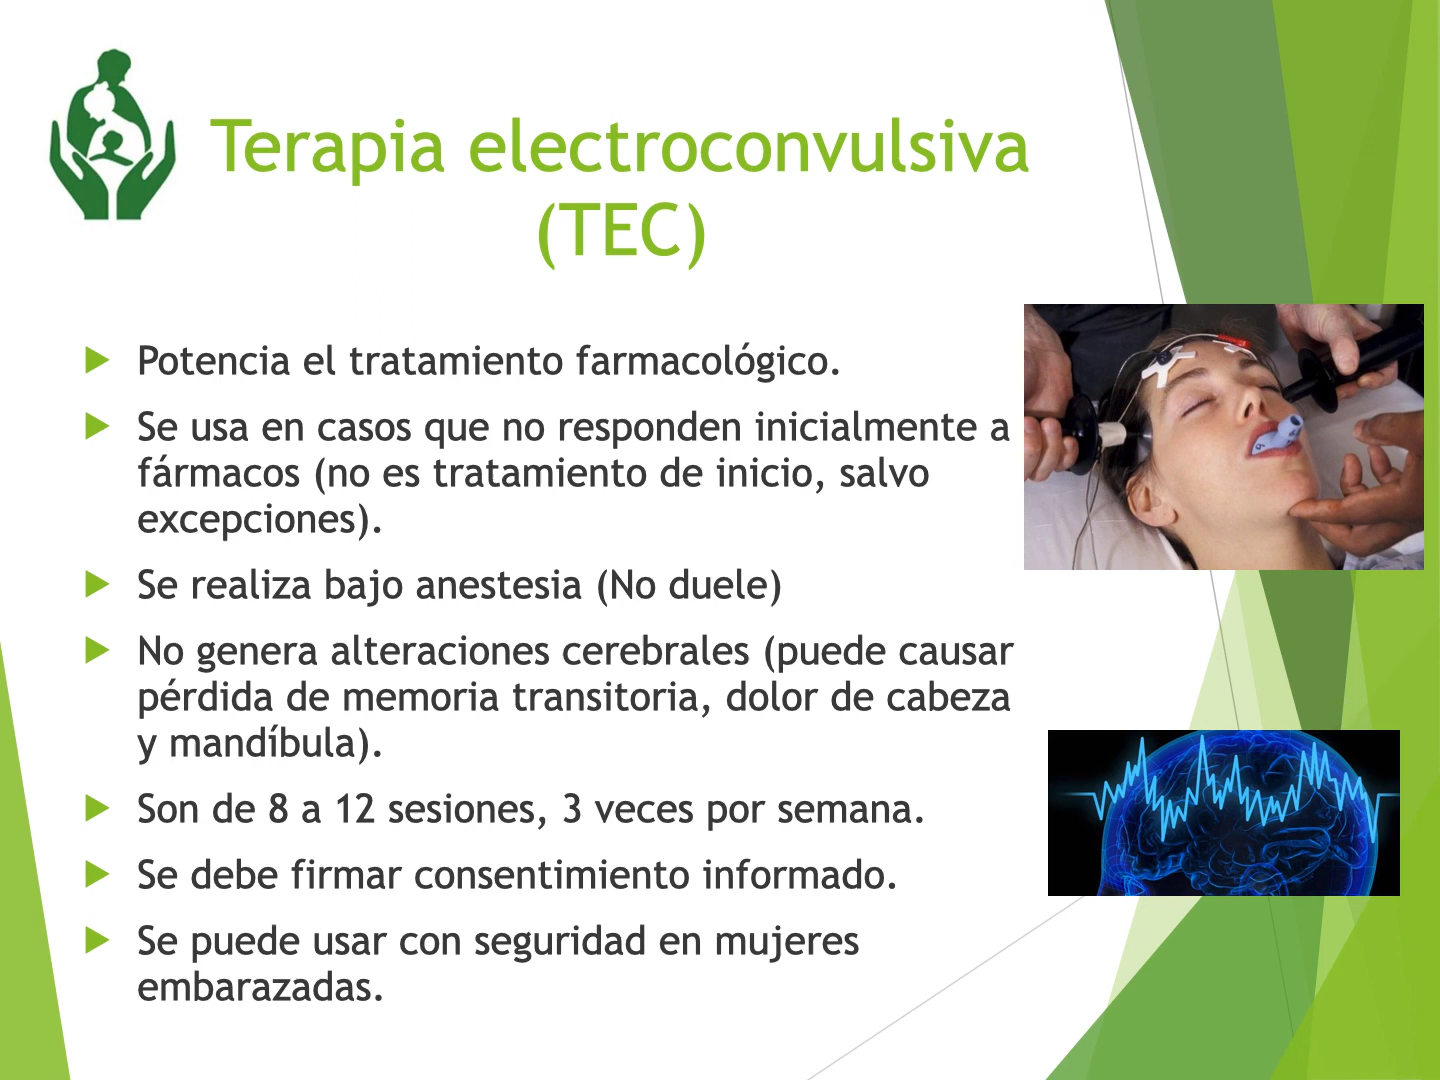 Terapia electroconvulsiva
(TEC)
Potencia el tratamiento farmacológico.
Se usa en casos que no responden inicialmente a
fármacos (no es tratamiento de inicio, salvo
excepciones).
Se realiza bajo anestesia (No duele)
No genera alteraciones cerebrales (puede causar
pérdida de memoria transitoria, dolor de cabeza
y mandíbula).
Son de 8 a 12 sesiones, 3 veces por semana.
Se debe firmar consentimiento informado.
Se puede usar con seguridad en mujeres
embarazadas.